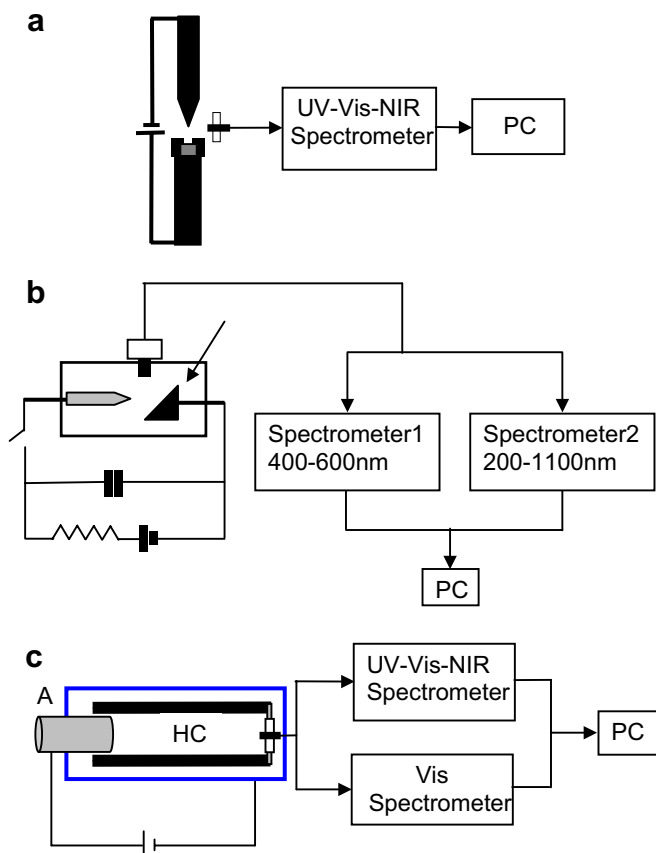 a
UV-Vis-NIR
Spectrometer
PC
b
Spectrometer1
400-600nm
Spectrometer2
200-1100nm
PC
c
A
HC
UV-Vis-NIR
Spectrometer
Vis
Spectrometer
PC